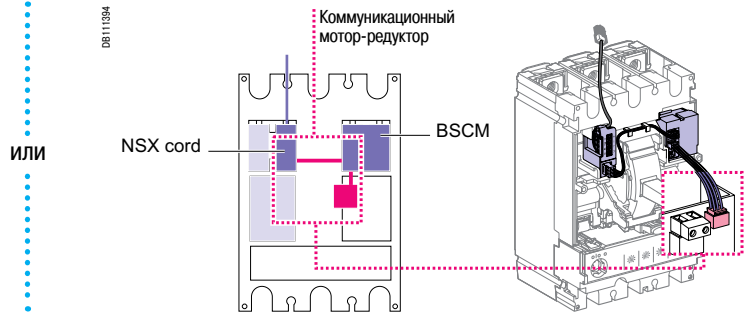 DB111394
Коммуникационный
мотор-редуктор
или
NSX cord
BSCM